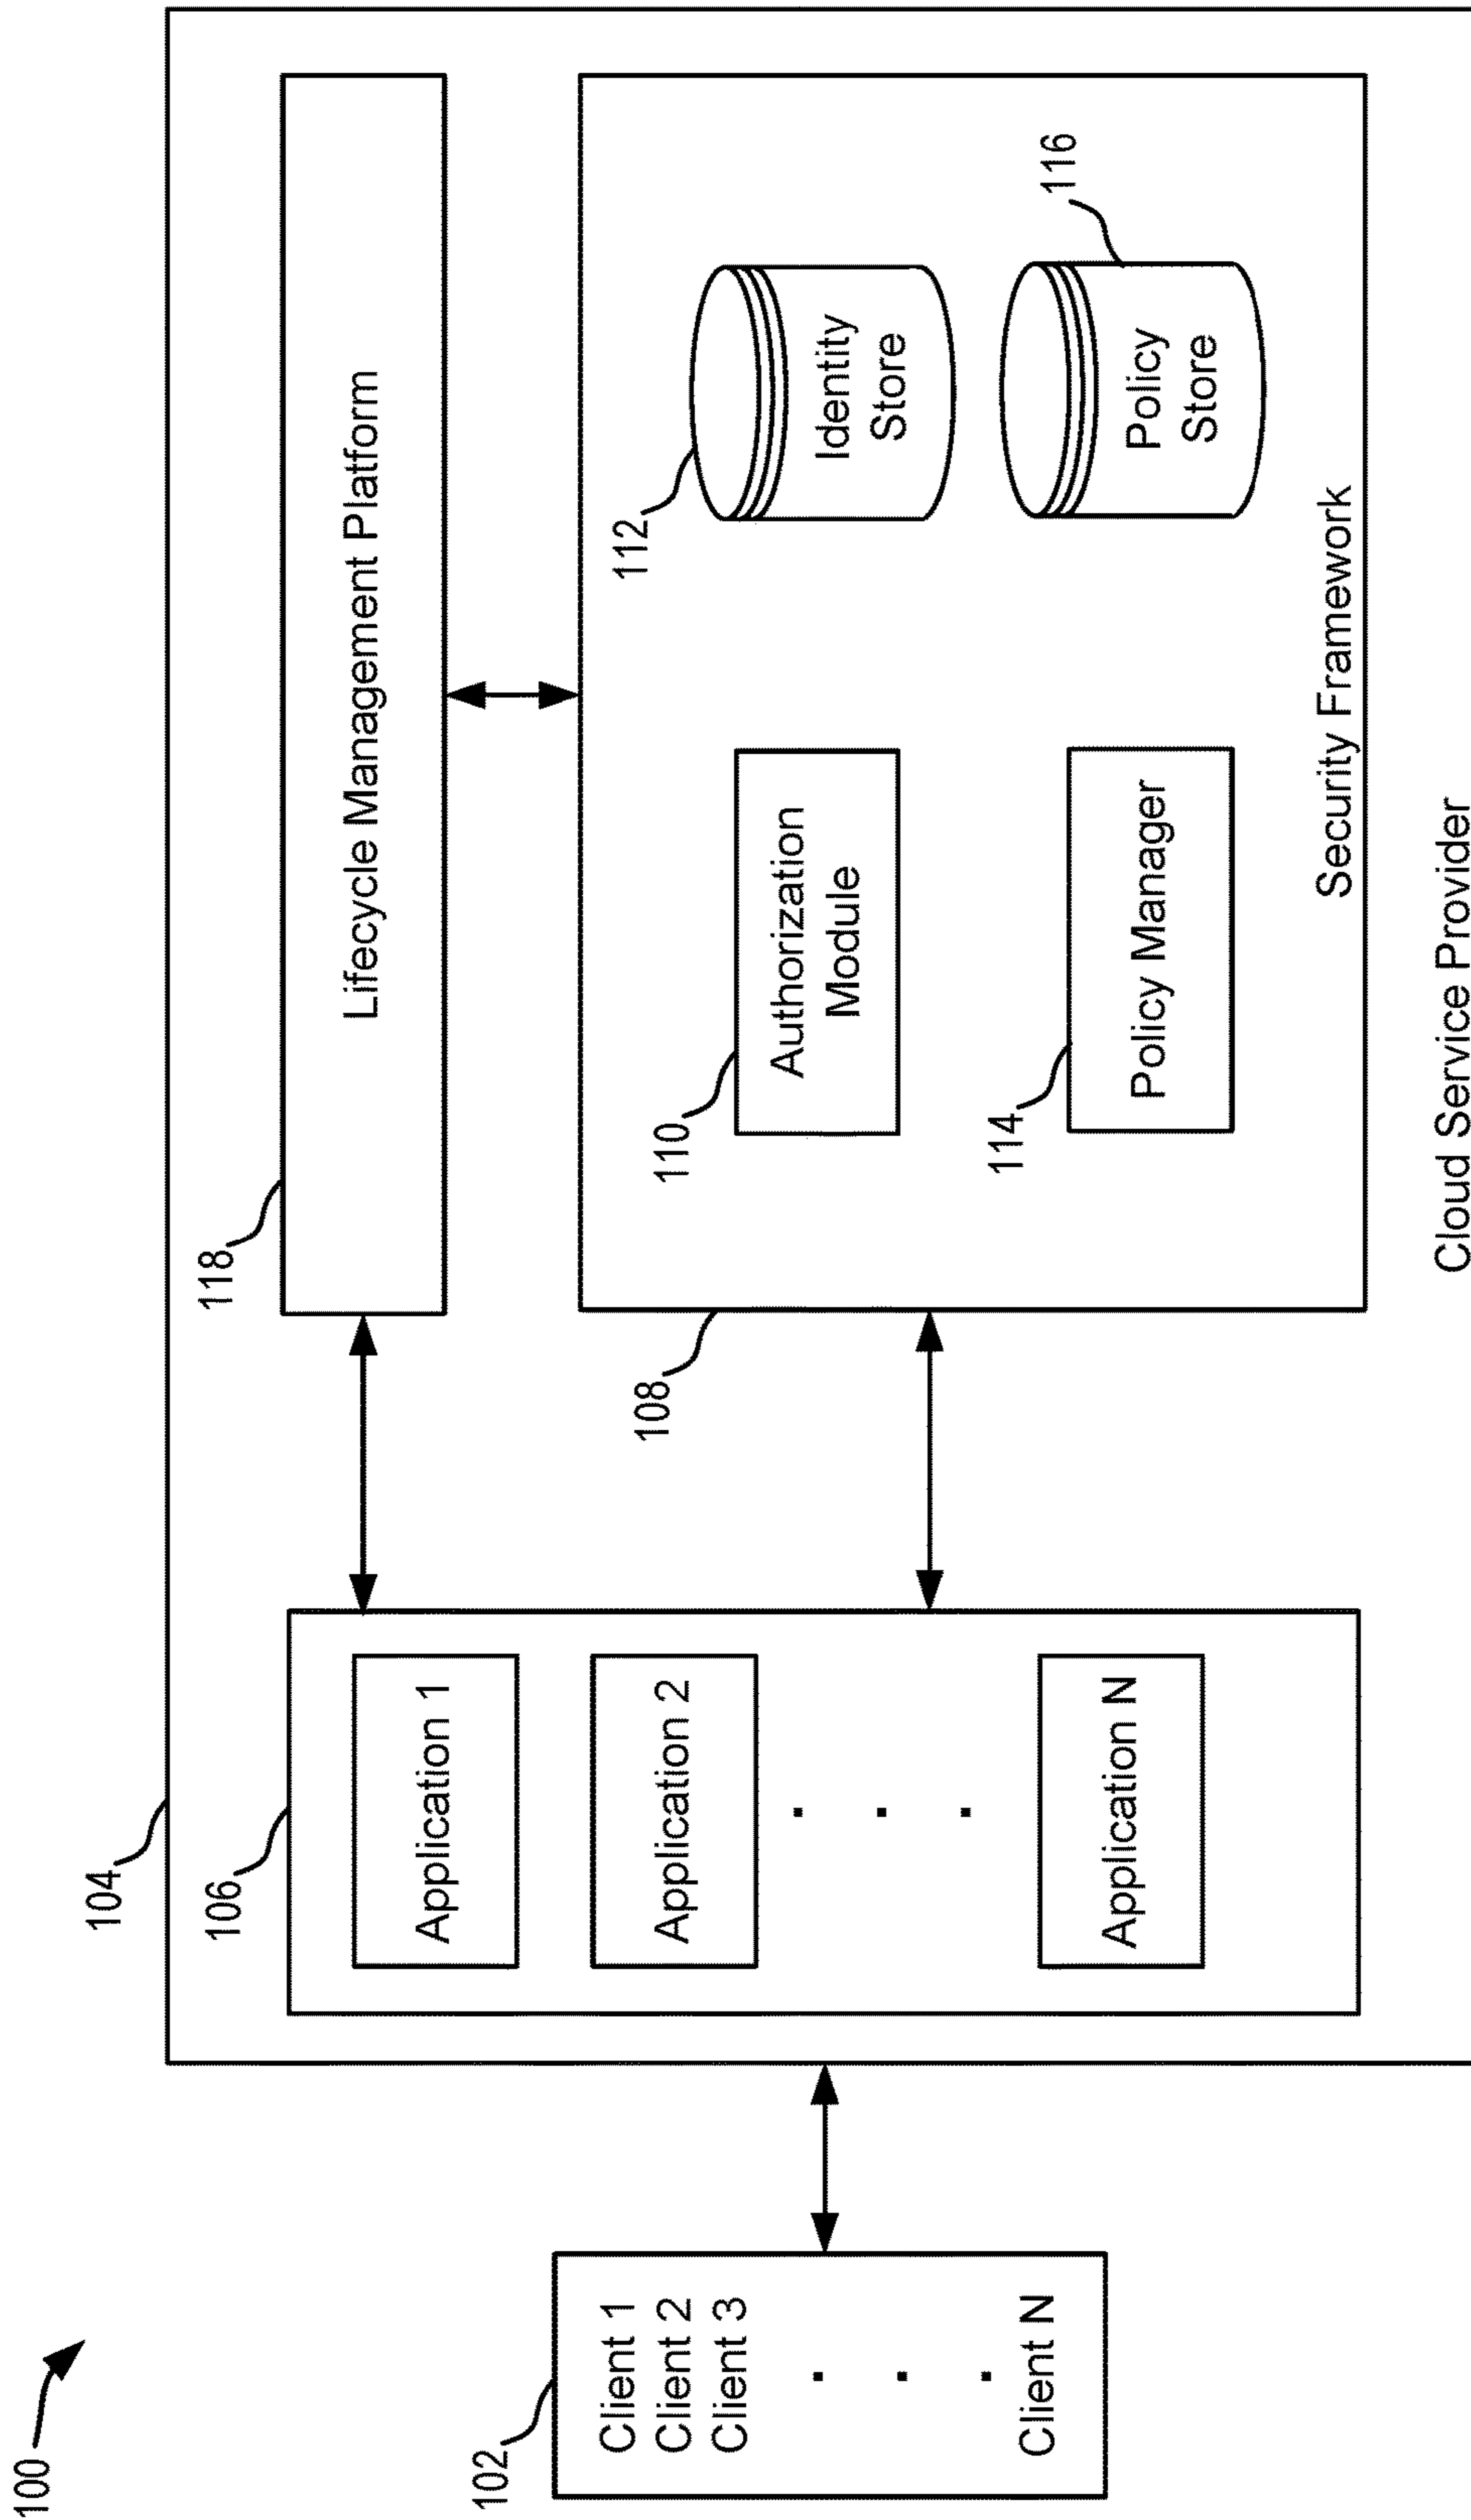 100
104
118
Lifecycle Management Platform
106
Application 1
Application 2
. . .
Application N
102
Client 1
Client 2
Client 3
. . .
Client N
108
110
Authorization
Module
112
Identity
Store
114
Policy Manager
116
Policy
Store
Security Framework
Cloud Service Provider